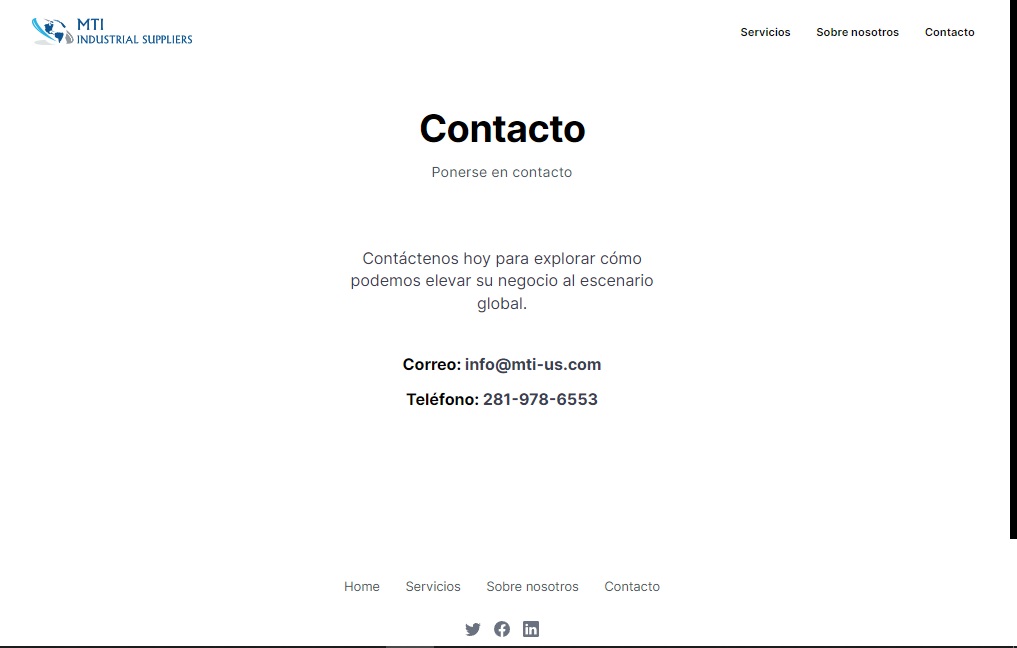 MTI
INDUSTRIAL SUPPLIERS
Servicios Sobre nosotros Contacto
Contacto
Ponerse en contacto
Contáctenos hoy para explorar cómo
podemos elevar su negocio al escenario
global.
Correo: info@mti-us.com
Teléfono: 281-978-6553
Home Servicios Sobre nosotros Contacto